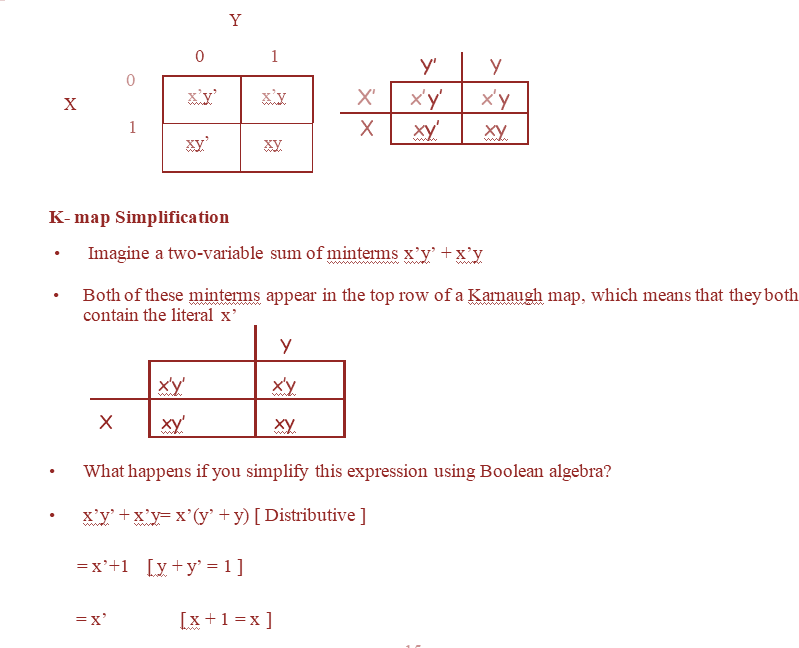 Y
0 1
0 x’y’ x’y
X
1 xy’ xy
y' y
X' x'y' x'y
X xy' xy
K- map Simplification
• Imagine a two-variable sum of minterms x’y’ + x’y
• Both of these minterms appear in the top row of a Karnaugh map, which means that they both
contain the literal x’
y
x'y' x'y
X xy' xy
• What happens if you simplify this expression using Boolean algebra?
• x’y’ + x’y= x’(y’ + y) [ Distributive ]
= x’+1 [ y + y’ = 1 ]
= x’ [ x + 1 = x ]